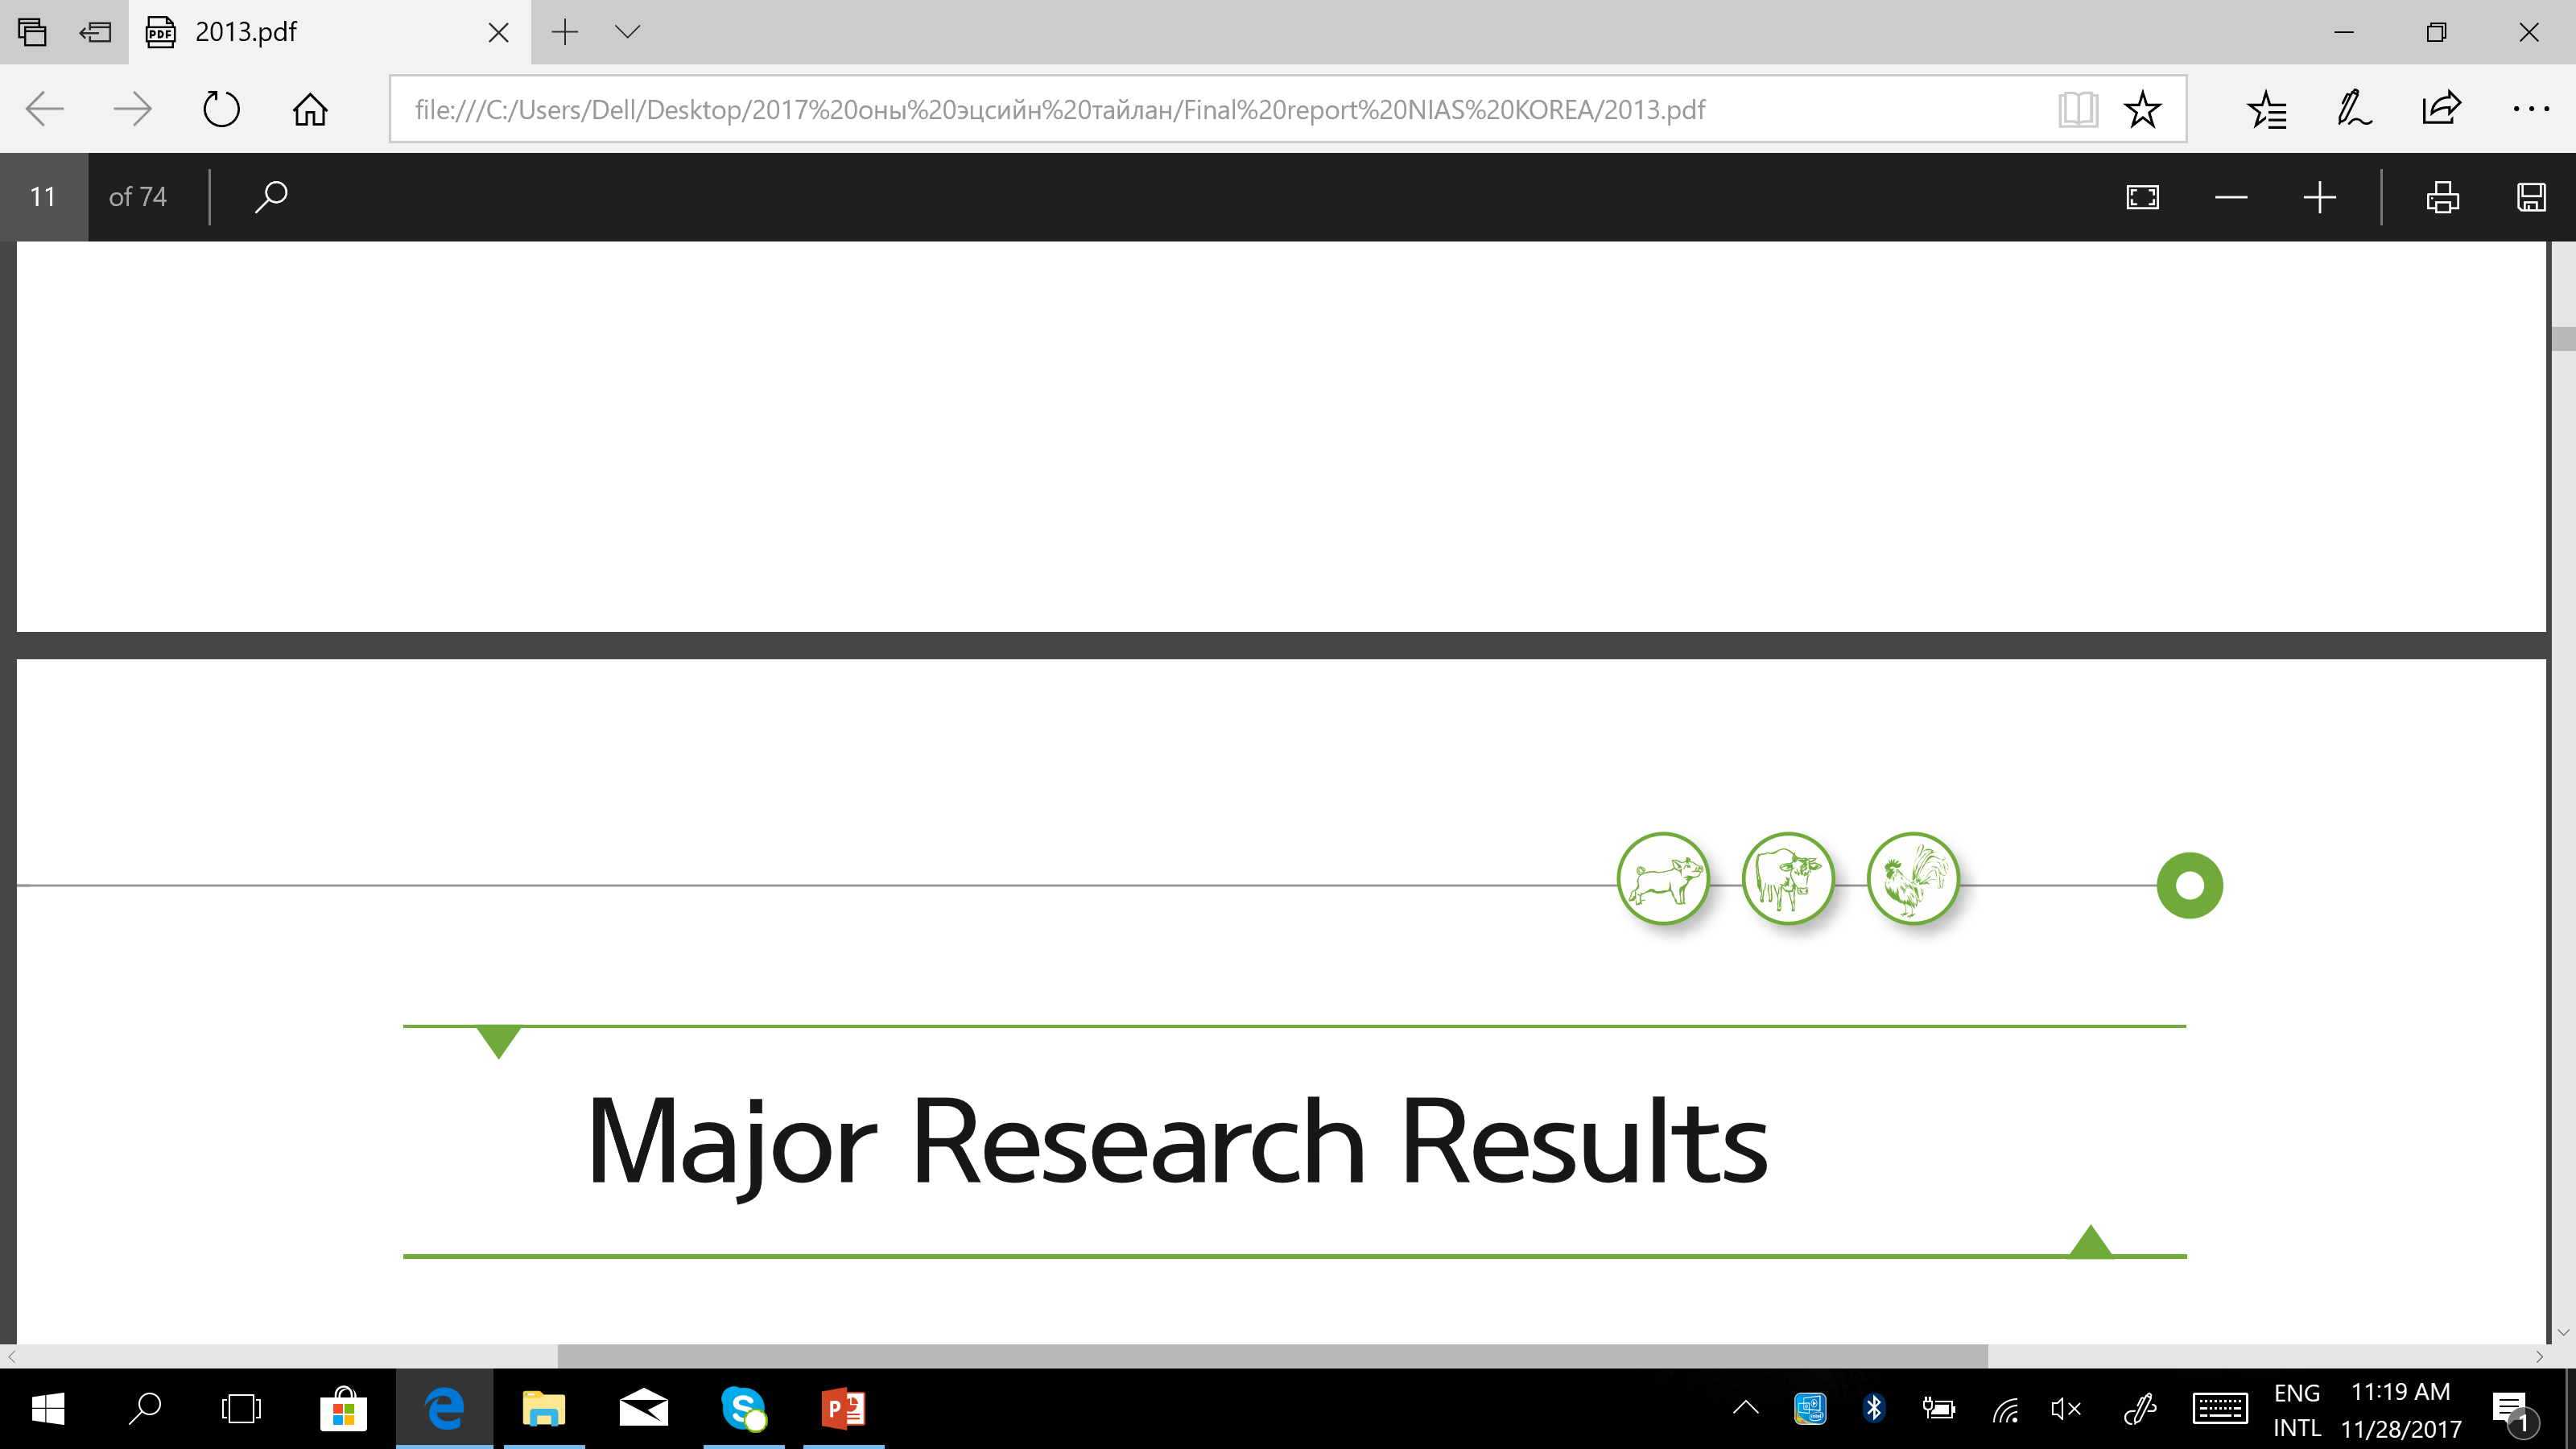 2013.pdf
file:///C:/Users/Dell/Desktop/2017%20оны%20эцсийн%20тайлан/Final%20report%20NIAS%20KOREA/2013.pdf
11 of 74
Major Research Results
ENG 11:19 AM
INTL 11/28/2017
1